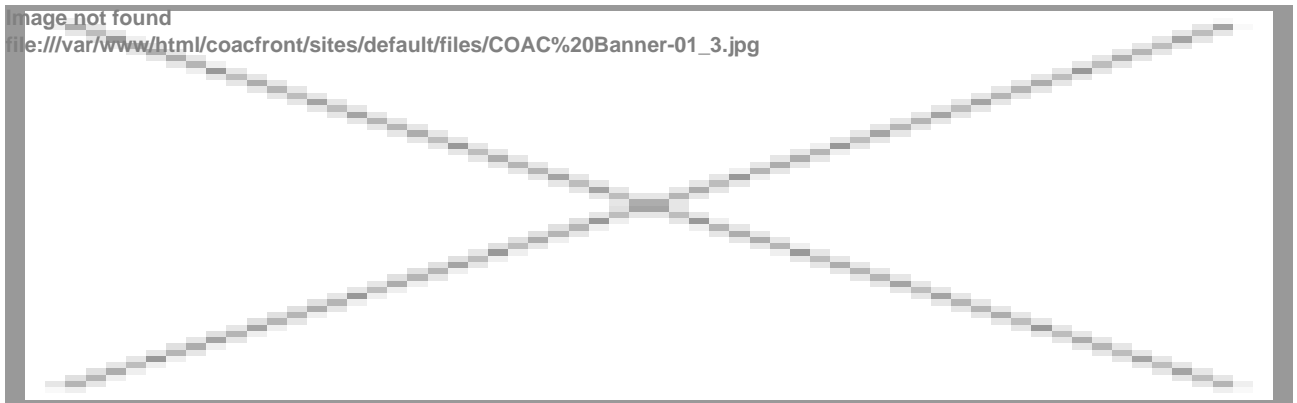 Image not found
file:///var/www/html/coacfront/sites/default/files/COAC%20Banner-01_3.jpg